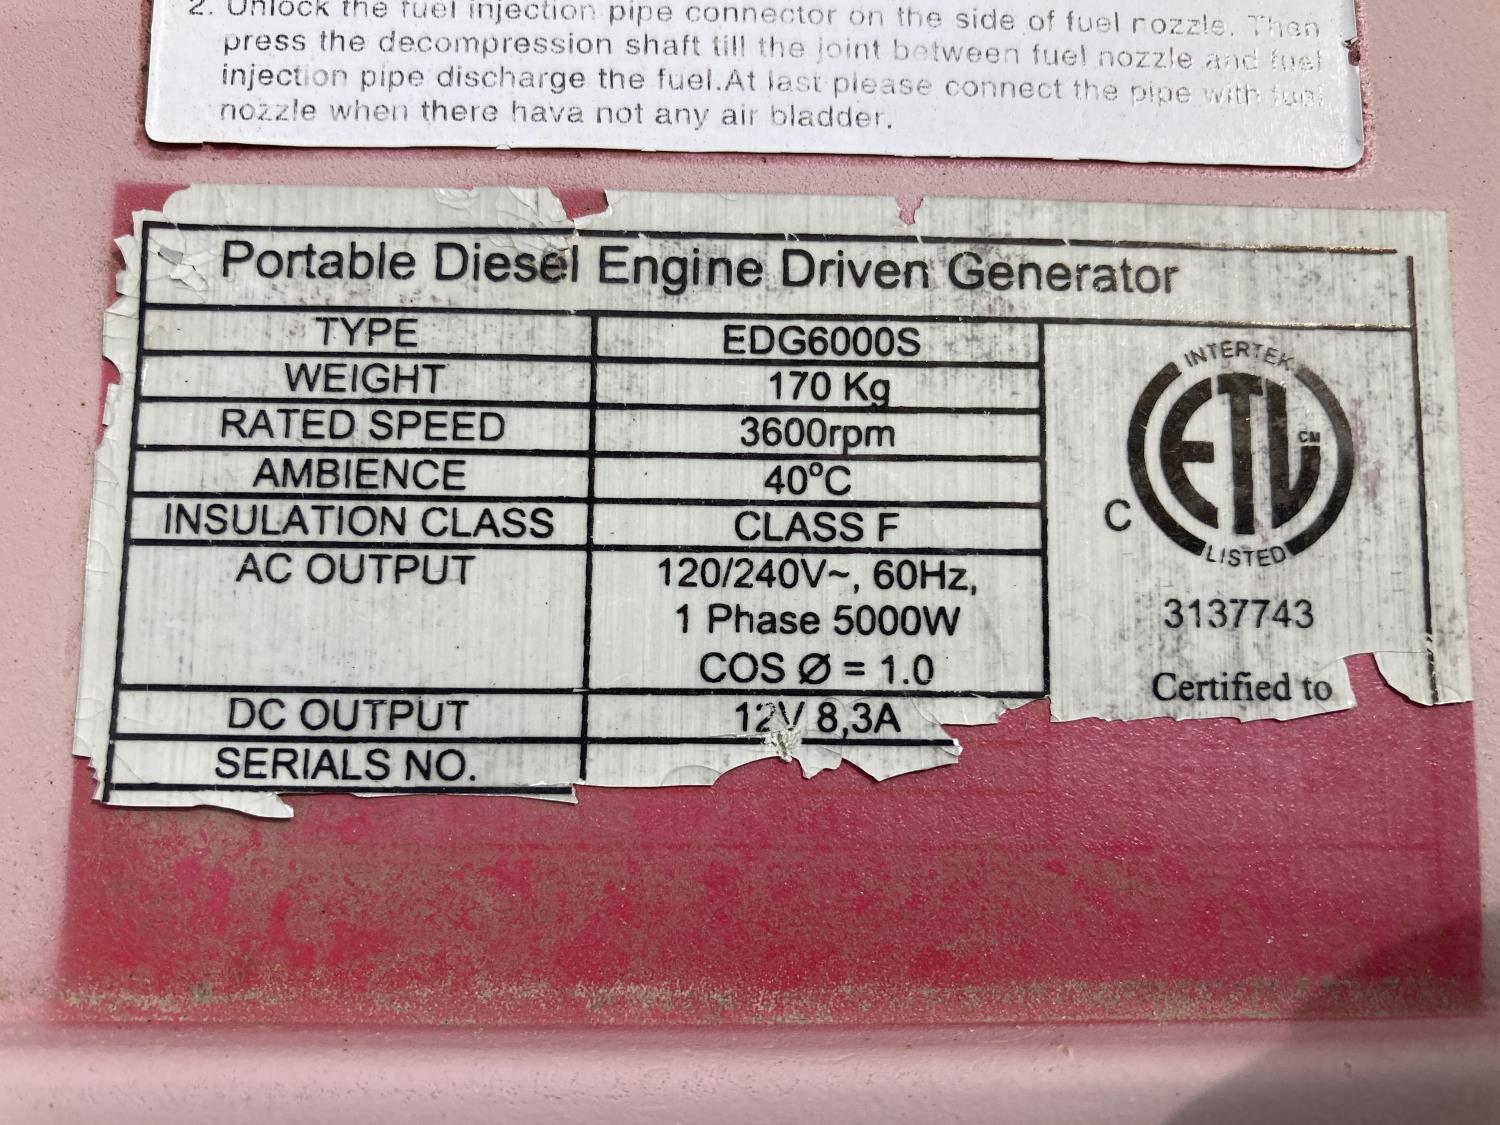 2. Unlock the fuel injection pipe connector on the side of fuel nozzle. Then
press the decompression shaft till the joint between fuel nozzle and fuel
injection pipe discharge the fuel.At last please connect the pipe with fuel
nozzle when there hava not any air bladder.
Portable Diesel Engine Driven Generator
TYPE EDG6000S
WEIGHT 170 Kg
RATED SPEED 3600rpm
AMBIENCE 40°C
INSULATION CLASS CLASS F
AC OUTPUT 120/240V~, 60Hz,
1 Phase 5000W
COS Ø = 1.0
DC OUTPUT 12V 8,3A
SERIALS NO.
INTERTEK
ETL CM
C
LISTED
3137743
Certified to